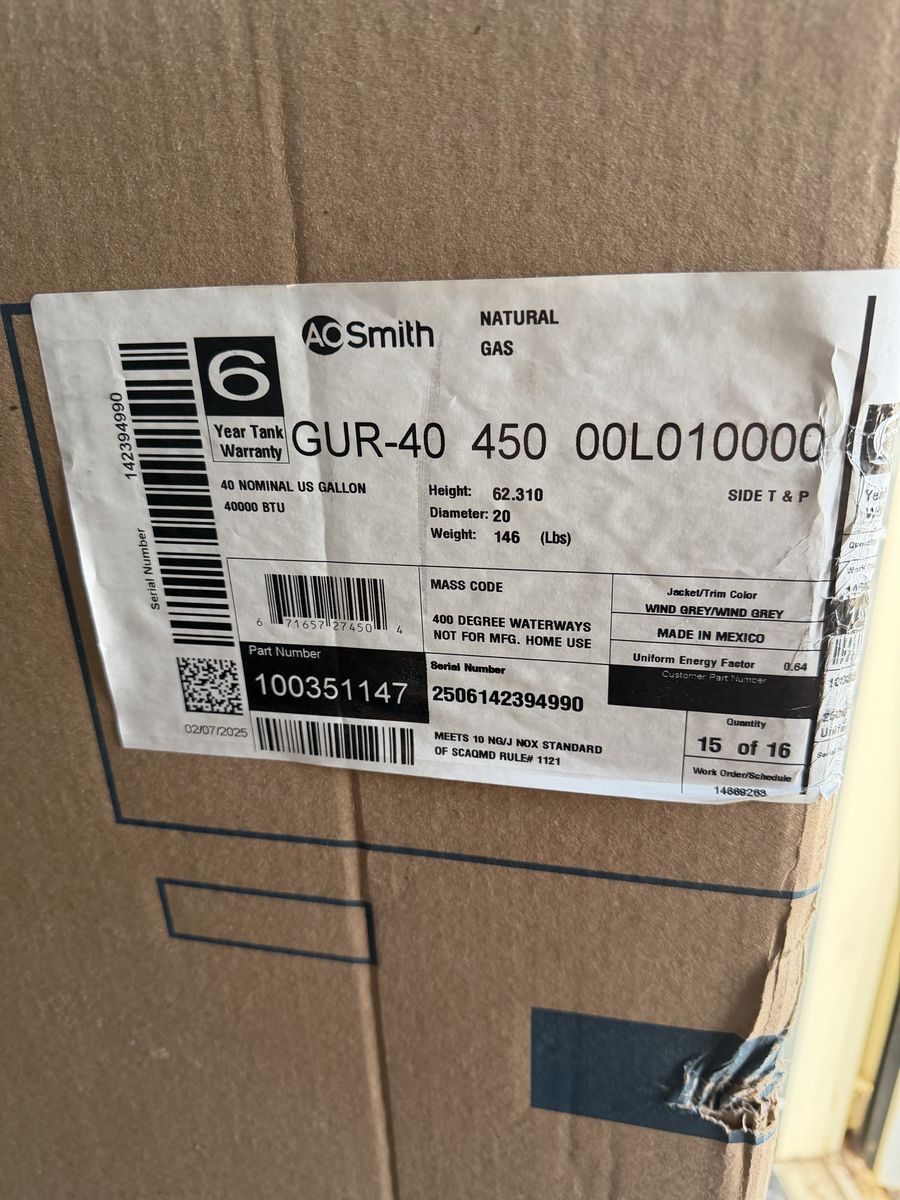 AO Smith
NATURAL
GAS
6
Year Tank
Warranty
GUR-40 450 00L010000
40 NOMINAL US GALLON
40000 BTU
Height: 62.310
Diameter: 20
Weight: 146 (Lbs)
SIDE T & P
142394990
Serial Number
6 71657 27450 4
MASS CODE
400 DEGREE WATERWAYS
NOT FOR MFG. HOME USE
Jacket/Trim Color
WIND GREY/WIND GREY
MADE IN MEXICO
Uniform Energy Factor 0.64
Customer Part Number
Part Number
100351147
Serial Number
2506142394990
02/07/2025
MEETS 10 NG/J NOX STANDARD
OF SCAQMD RULE# 1121
Quantity
15 of 16
Work Order/Schedule
14869268